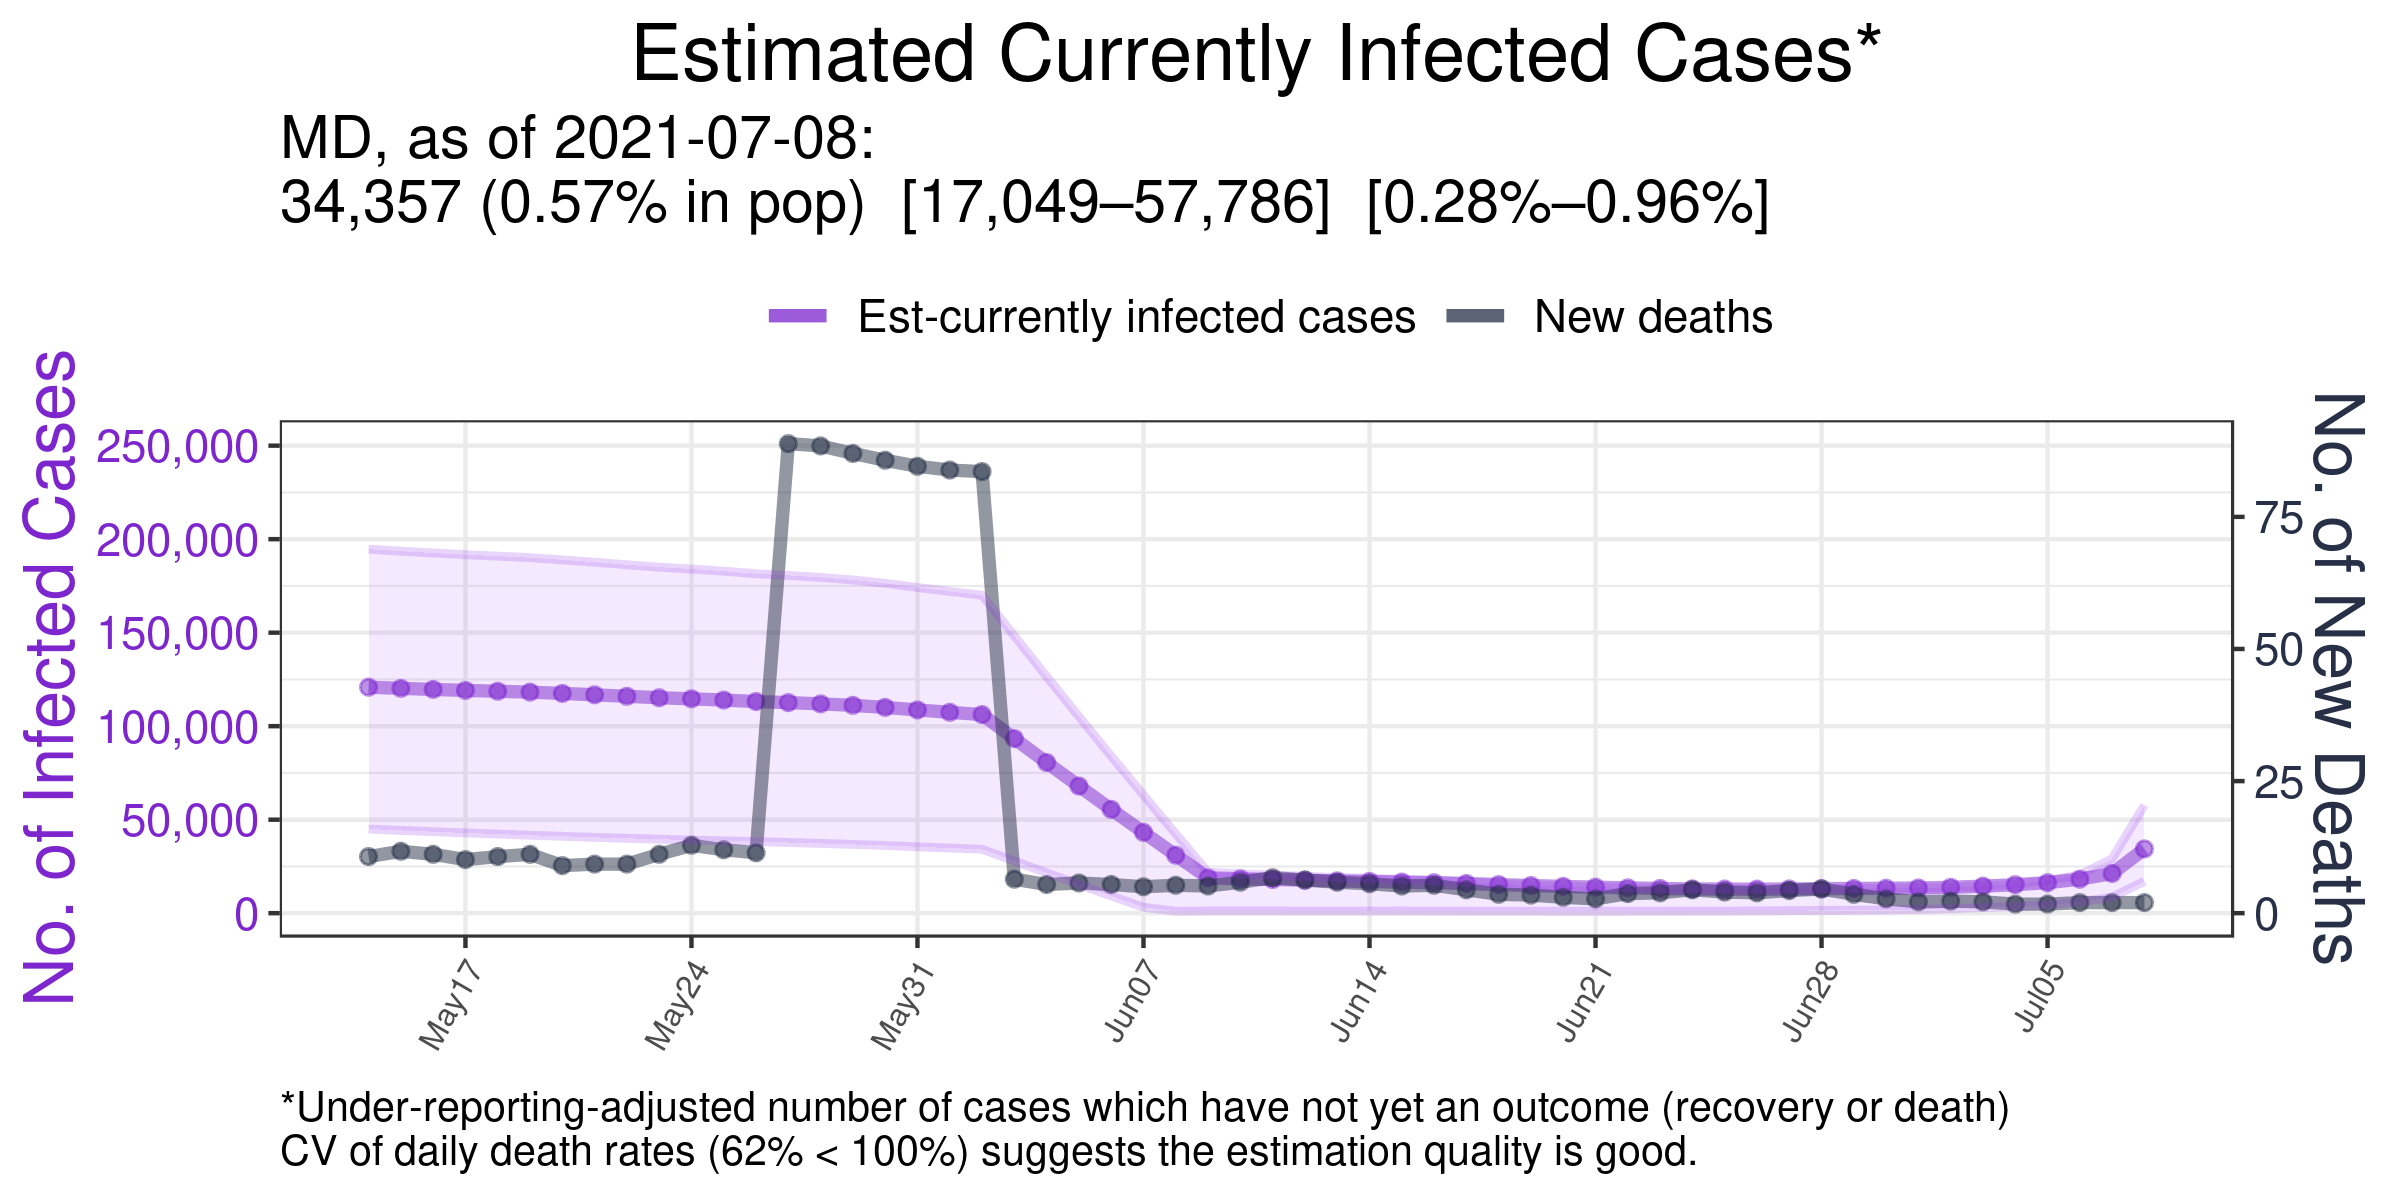 Estimated Currently Infected Cases*
MD, as of 2021-07-08:
34,357 (0.57% in pop)  [17,049–57,786]  [0.28%–0.96%]
Est-currently infected cases
New deaths
No. of Infected Cases
250,000
200,000
150,000
100,000
50,000
0
75
50
25
0
No. of New Deaths
May17
May24
May31
Jun07
Jun14
Jun21
Jun28
Jul05
*Under-reporting-adjusted number of cases which have not yet an outcome (recovery or death)
CV of daily death rates (62% < 100%) suggests the estimation quality is good.